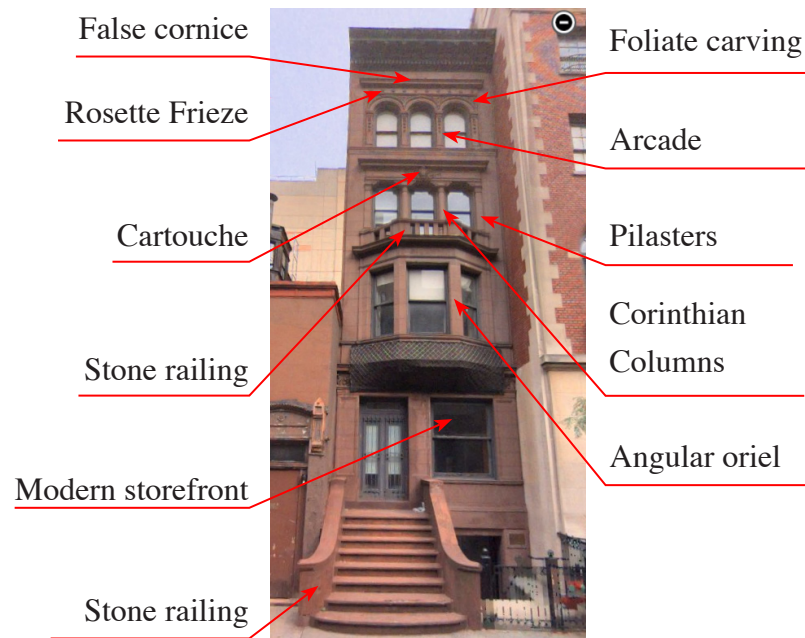 False cornice
Foliate carving
Rosette Frieze
Arcade
Cartouche
Pilasters
Corinthian
Columns
Stone railing
Angular oriel
Modern storefront
Stone railing